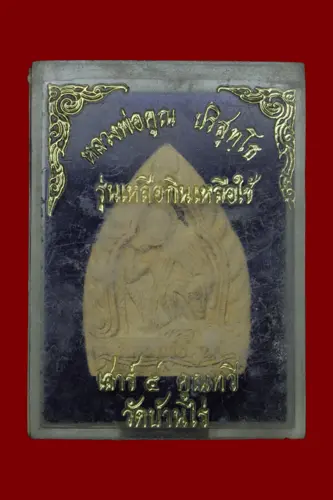 หลวงพ่อคูณ ปริสุทฺโธ
รุ่นเหลือกินเหลือใช้
เสาร์ ๕ คูณทวี
วัดบ้านไร่